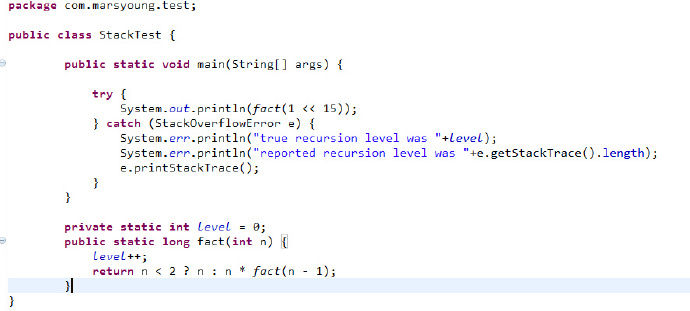 package com.marsyoung.test;
public class StackTest {
public static void main(String[] args) {
try {
System.out.println(fact(1 << 15));
} catch (StackOverflowError e) {
System.err.println("true recursion level was "+level);
System.err.println("reported recursion level was "+e.getStackTrace().length);
e.printStackTrace();
}
}
private static int level = 0;
public static long fact(int n) {
level++;
return n < 2 ? n : n * fact(n - 1);
}
}